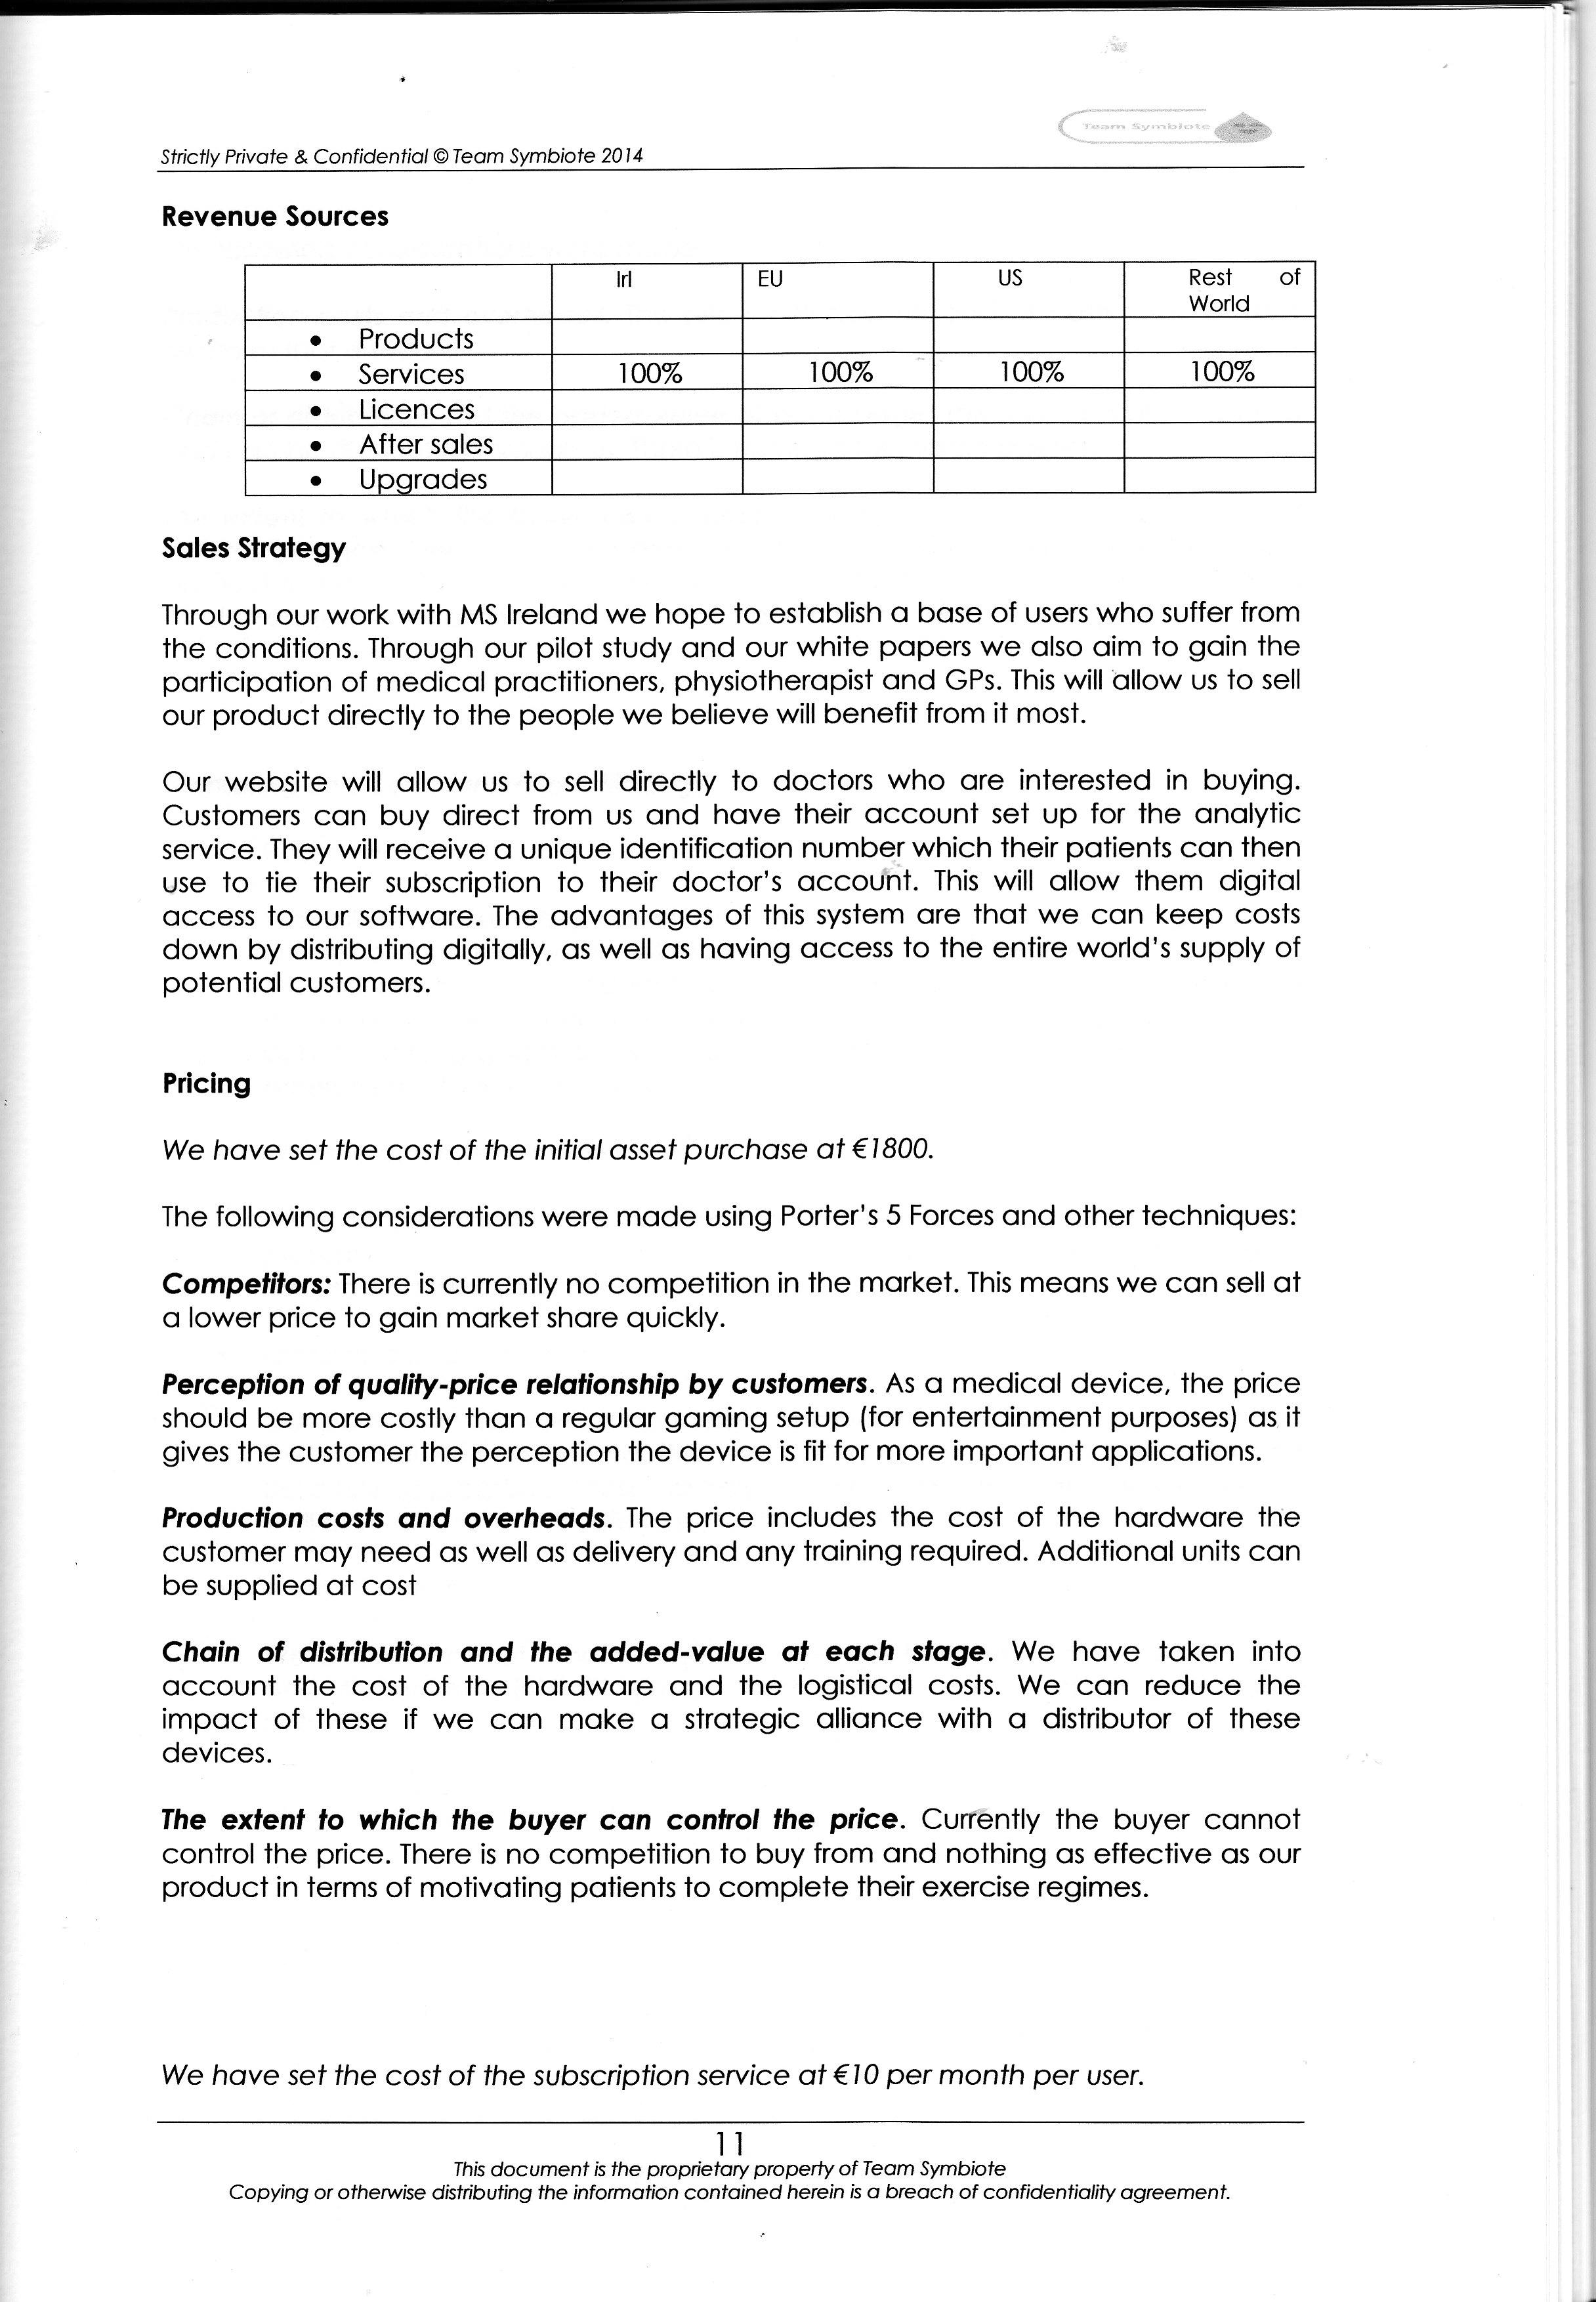 Team Symbiote
Strictly Private & Confidential © Team Symbiote 2014
Revenue Sources
Irl EU US Rest of
World
• Products
• Services 100% 100% 100% 100%
• Licences
• After sales
• Upgrades
Sales Strategy
Through our work with MS Ireland we hope to establish a base of users who suffer from
the conditions. Through our pilot study and our white papers we also aim to gain the
participation of medical practitioners, physiotherapist and GPs. This will allow us to sell
our product directly to the people we believe will benefit from it most.
Our website will allow us to sell directly to doctors who are interested in buying.
Customers can buy direct from us and have their account set up for the analytic
service. They will receive a unique identification number which their patients can then
use to tie their subscription to their doctor's account. This will allow them digital
access to our software. The advantages of this system are that we can keep costs
down by distributing digitally, as well as having access to the entire world's supply of
potential customers.
Pricing
We have set the cost of the initial asset purchase at €1800.
The following considerations were made using Porter's 5 Forces and other techniques:
Competitors: There is currently no competition in the market. This means we can sell at
a lower price to gain market share quickly.
Perception of quality-price relationship by customers. As a medical device, the price
should be more costly than a regular gaming setup (for entertainment purposes) as it
gives the customer the perception the device is fit for more important applications.
Production costs and overheads. The price includes the cost of the hardware the
customer may need as well as delivery and any training required. Additional units can
be supplied at cost
Chain of distribution and the added-value at each stage. We have taken into
account the cost of the hardware and the logistical costs. We can reduce the
impact of these if we can make a strategic alliance with a distributor of these
devices.
The extent to which the buyer can control the price. Currently the buyer cannot
control the price. There is no competition to buy from and nothing as effective as our
product in terms of motivating patients to complete their exercise regimes.
We have set the cost of the subscription service at €10 per month per user.
11
This document is the proprietary property of Team Symbiote
Copying or otherwise distributing the information contained herein is a breach of confidentiality agreement.